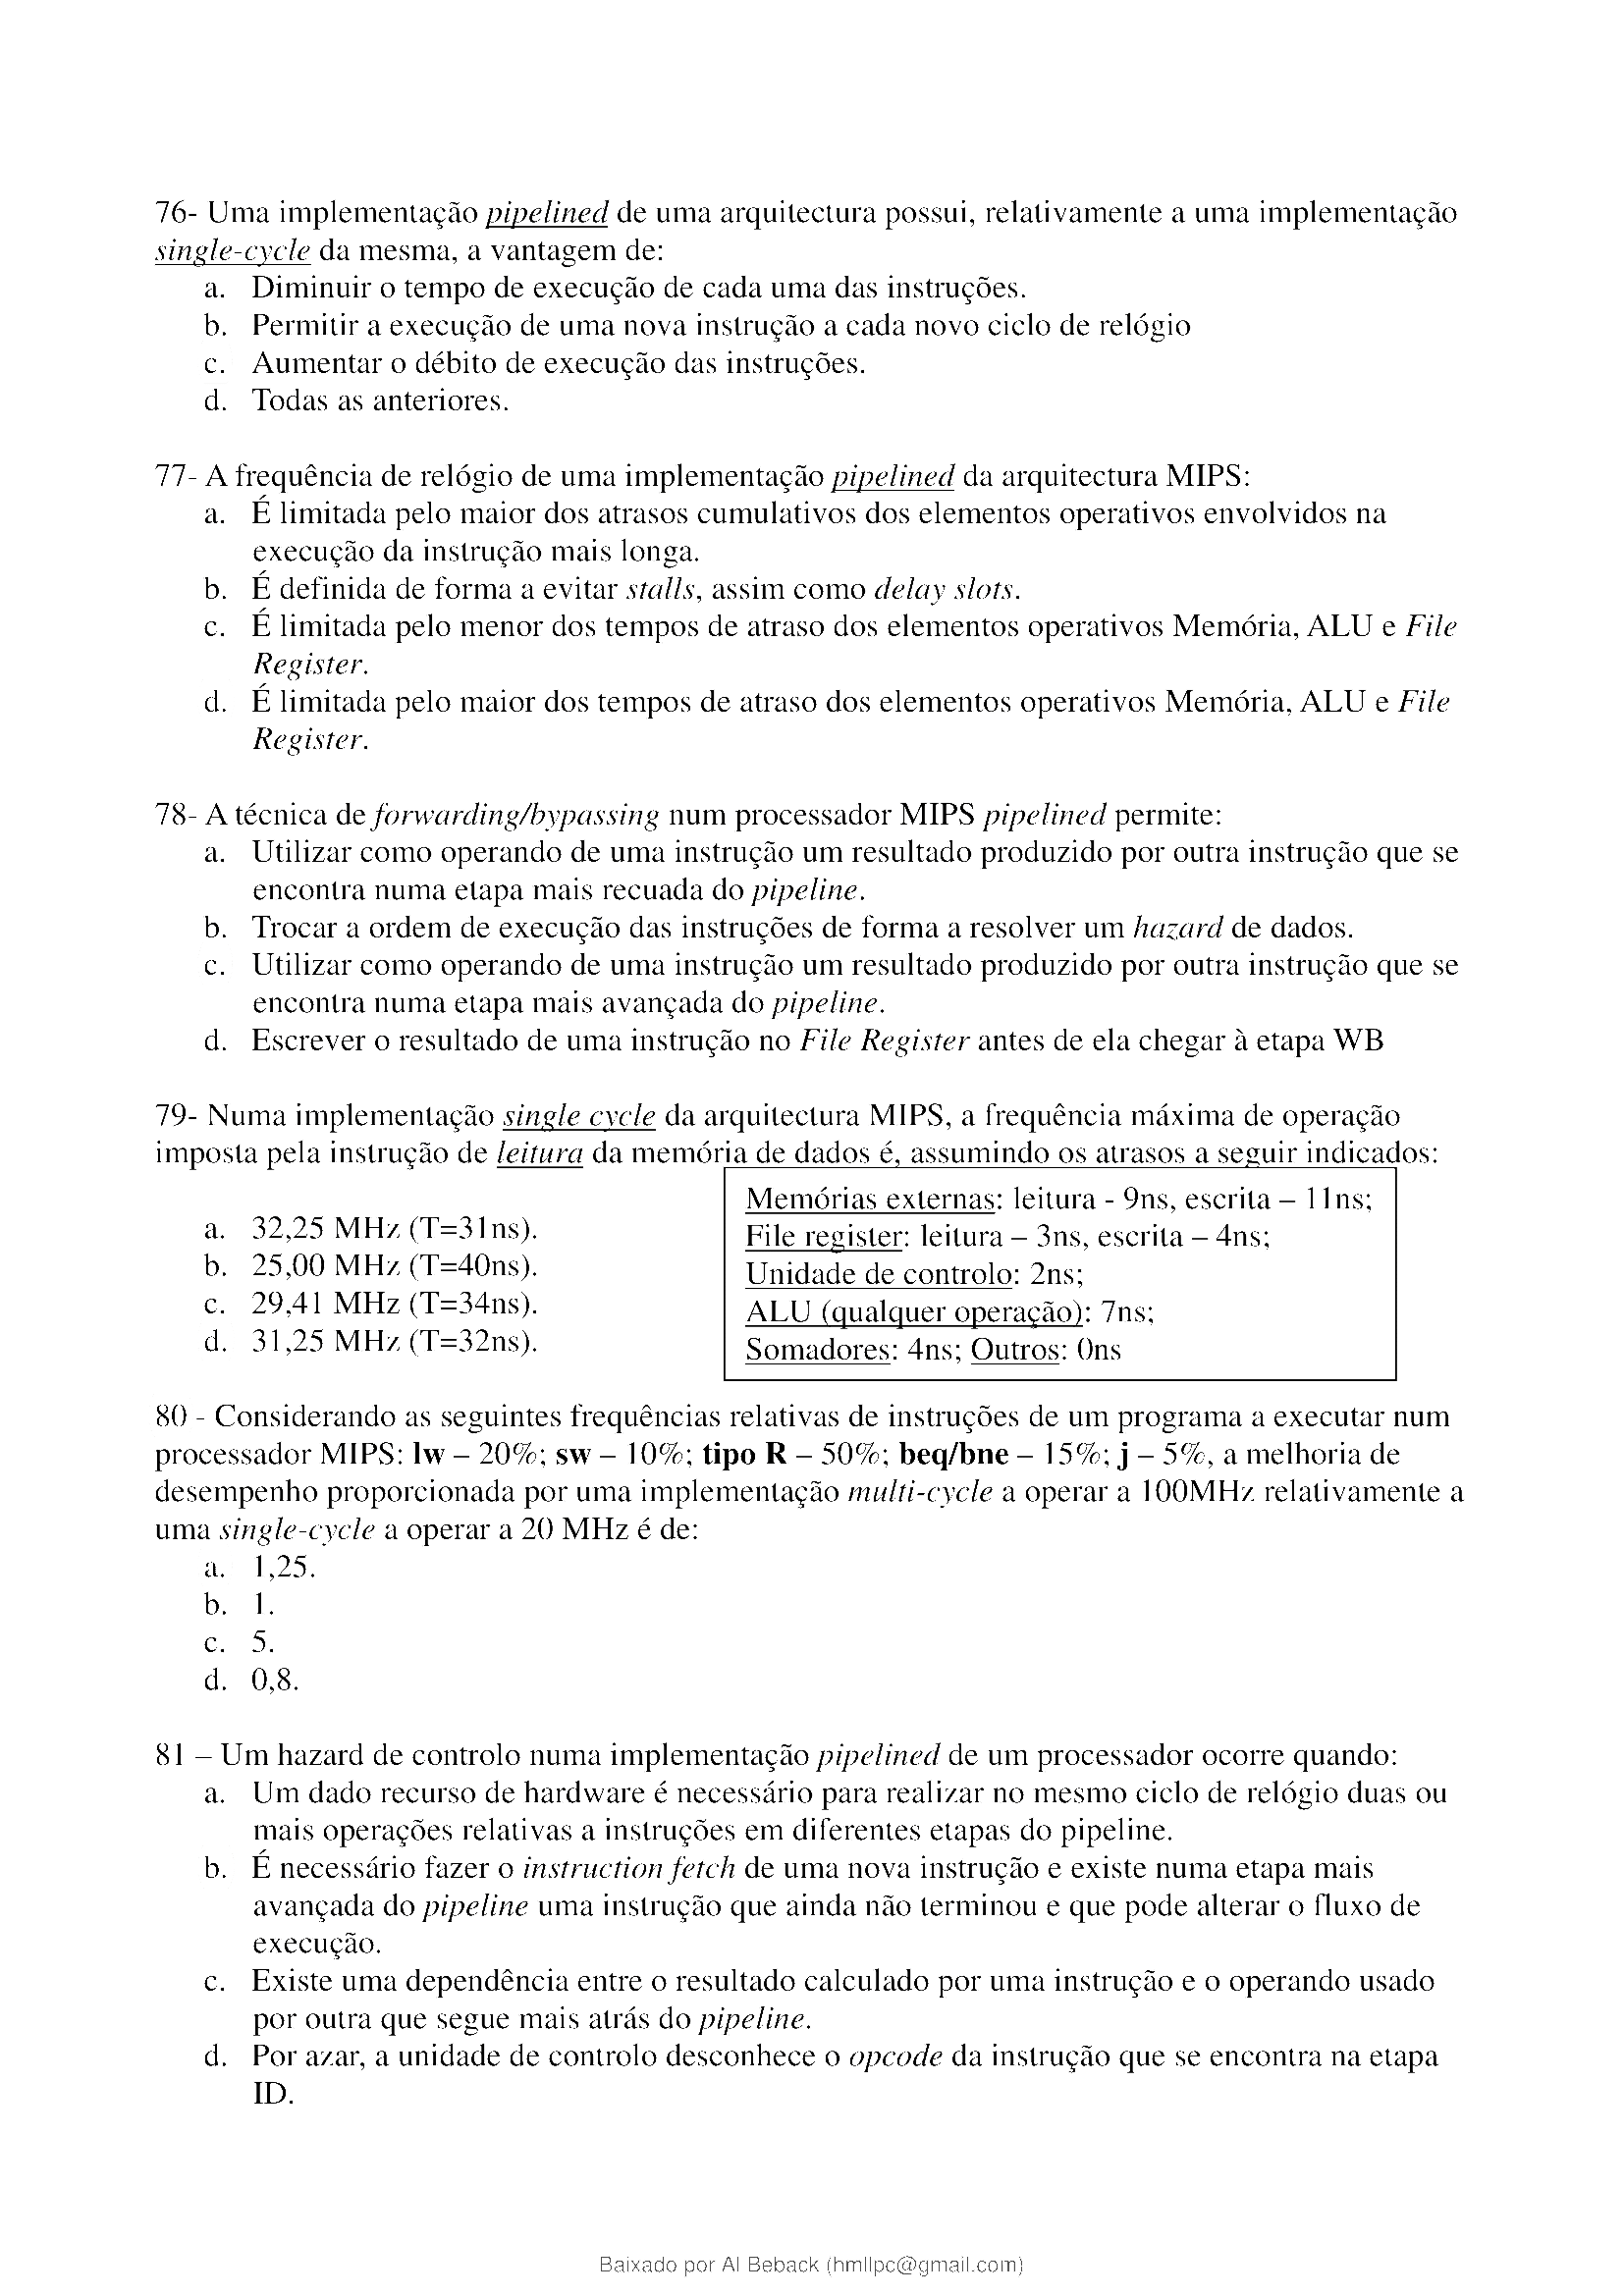 76- Uma implementação pipelined de uma arquitectura possui, relativamente a uma implementação
single-cycle da mesma, a vantagem de:
a. Diminuir o tempo de execução de cada uma das instruções.
b. Permitir a execução de uma nova instrução a cada novo ciclo de relógio
c. Aumentar o débito de execução das instruções.
d. Todas as anteriores.
77- A frequência de relógio de uma implementação pipelined da arquitectura MIPS:
a. É limitada pelo maior dos atrasos cumulativos dos elementos operativos envolvidos na
execução da instrução mais longa.
b. É definida de forma a evitar stalls, assim como delay slots.
c. É limitada pelo menor dos tempos de atraso dos elementos operativos Memória, ALU e File
Register.
d. É limitada pelo maior dos tempos de atraso dos elementos operativos Memória, ALU e File
Register.
78- A técnica de forwarding/bypassing num processador MIPS pipelined permite:
a. Utilizar como operando de uma instrução um resultado produzido por outra instrução que se
encontra numa etapa mais recuada do pipeline.
b. Trocar a ordem de execução das instruções de forma a resolver um hazard de dados.
c. Utilizar como operando de uma instrução um resultado produzido por outra instrução que se
encontra numa etapa mais avançada do pipeline.
d. Escrever o resultado de uma instrução no File Register antes de ela chegar à etapa WB
79- Numa implementação single cycle da arquitectura MIPS, a frequência máxima de operação
imposta pela instrução de leitura da memória de dados é, assumindo os atrasos a seguir indicados:
a. 32,25 MHz (T=31ns).
b. 25,00 MHz (T=40ns).
c. 29,41 MHz (T=34ns).
d. 31,25 MHz (T=32ns).
Memórias externas: leitura - 9ns, escrita – 11ns;
File register: leitura – 3ns, escrita – 4ns;
Unidade de controlo: 2ns;
ALU (qualquer operação): 7ns;
Somadores: 4ns; Outros: 0ns
80 - Considerando as seguintes frequências relativas de instruções de um programa a executar num
processador MIPS: lw – 20%; sw – 10%; tipo R – 50%; beq/bne – 15%; j – 5%, a melhoria de
desempenho proporcionada por uma implementação multi-cycle a operar a 100MHz relativamente a
uma single-cycle a operar a 20 MHz é de:
a. 1,25.
b. 1.
c. 5.
d. 0,8.
81 – Um hazard de controlo numa implementação pipelined de um processador ocorre quando:
a. Um dado recurso de hardware é necessário para realizar no mesmo ciclo de relógio duas ou
mais operações relativas a instruções em diferentes etapas do pipeline.
b. É necessário fazer o instruction fetch de uma nova instrução e existe numa etapa mais
avançada do pipeline uma instrução que ainda não terminou e que pode alterar o fluxo de
execução.
c. Existe uma dependência entre o resultado calculado por uma instrução e o operando usado
por outra que segue mais atrás do pipeline.
d. Por azar, a unidade de controlo desconhece o opcode da instrução que se encontra na etapa
ID.
Baixado por Al Beback (hmllpc@gmail.com)